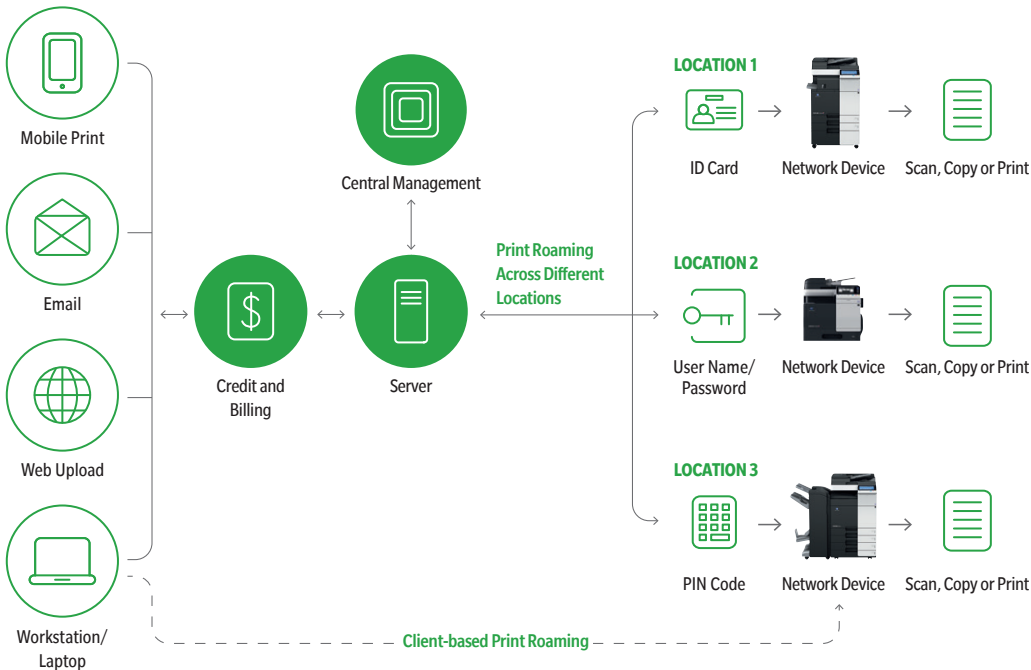 Mobile Print
Email
Web Upload
Workstation/
Laptop
$
Credit and
Billing
Central Management
Server
Print Roaming
Across Different
Locations
LOCATION 1
ID Card
Network Device
Scan, Copy or Print
LOCATION 2
User Name/
Password
Network Device
Scan, Copy or Print
LOCATION 3
PIN Code
Network Device
Scan, Copy or Print
Client-based Print Roaming